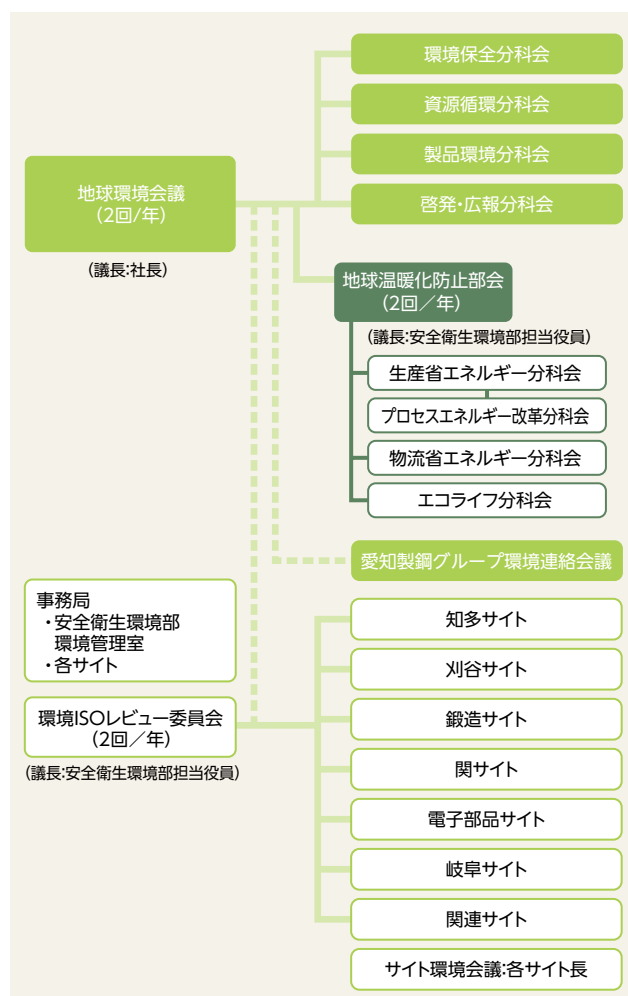 環境保全分科会
資源循環分科会
製品環境分科会
啓発・広報分科会
地球環境会議
(2回/年)
(議長:社長)
地球温暖化防止部会
(2回／年)
(議長:安全衛生環境部担当役員)
生産省エネルギー分科会
プロセスエネルギー改革分科会
物流省エネルギー分科会
エコライフ分科会
愛知製鋼グループ環境連絡会議
事務局
・安全衛生環境部
環境管理室
・各サイト
環境ISOレビュー委員会
(2回／年)
(議長:安全衛生環境部担当役員)
知多サイト
刈谷サイト
鍛造サイト
関サイト
電子部品サイト
岐阜サイト
関連サイト
サイト環境会議:各サイト長